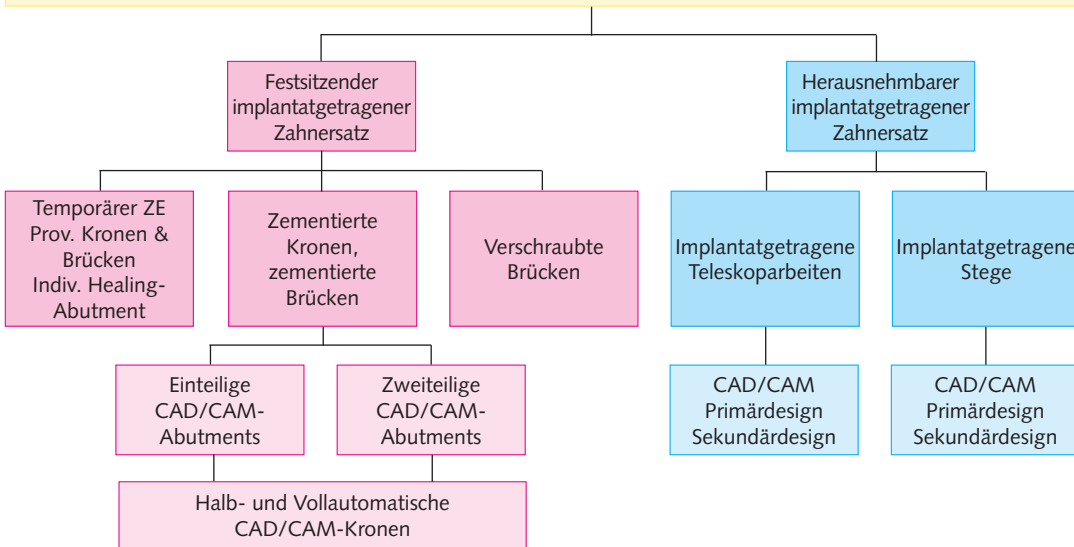 Festsitzender
implantatgetragener
Zahnersatz
Herausnehmbarer
implantatgetragener
Zahnersatz
Temporärer ZE
Prov. Kronen &
Brücken
Indiv. Healing-
Abutment
Zementierte
Kronen,
zementierte
Brücken
Verschraubte
Brücken
Implantatgetragene
Teleskoparbeiten
Implantatgetragene
Stege
Einteilige
CAD/CAM-
Abutments
Zweiteilige
CAD/CAM-
Abutments
CAD/CAM
Primärdesign
Sekundärdesign
CAD/CAM
Primärdesign
Sekundärdesign
Halb- und Vollautomatische
CAD/CAM-Kronen